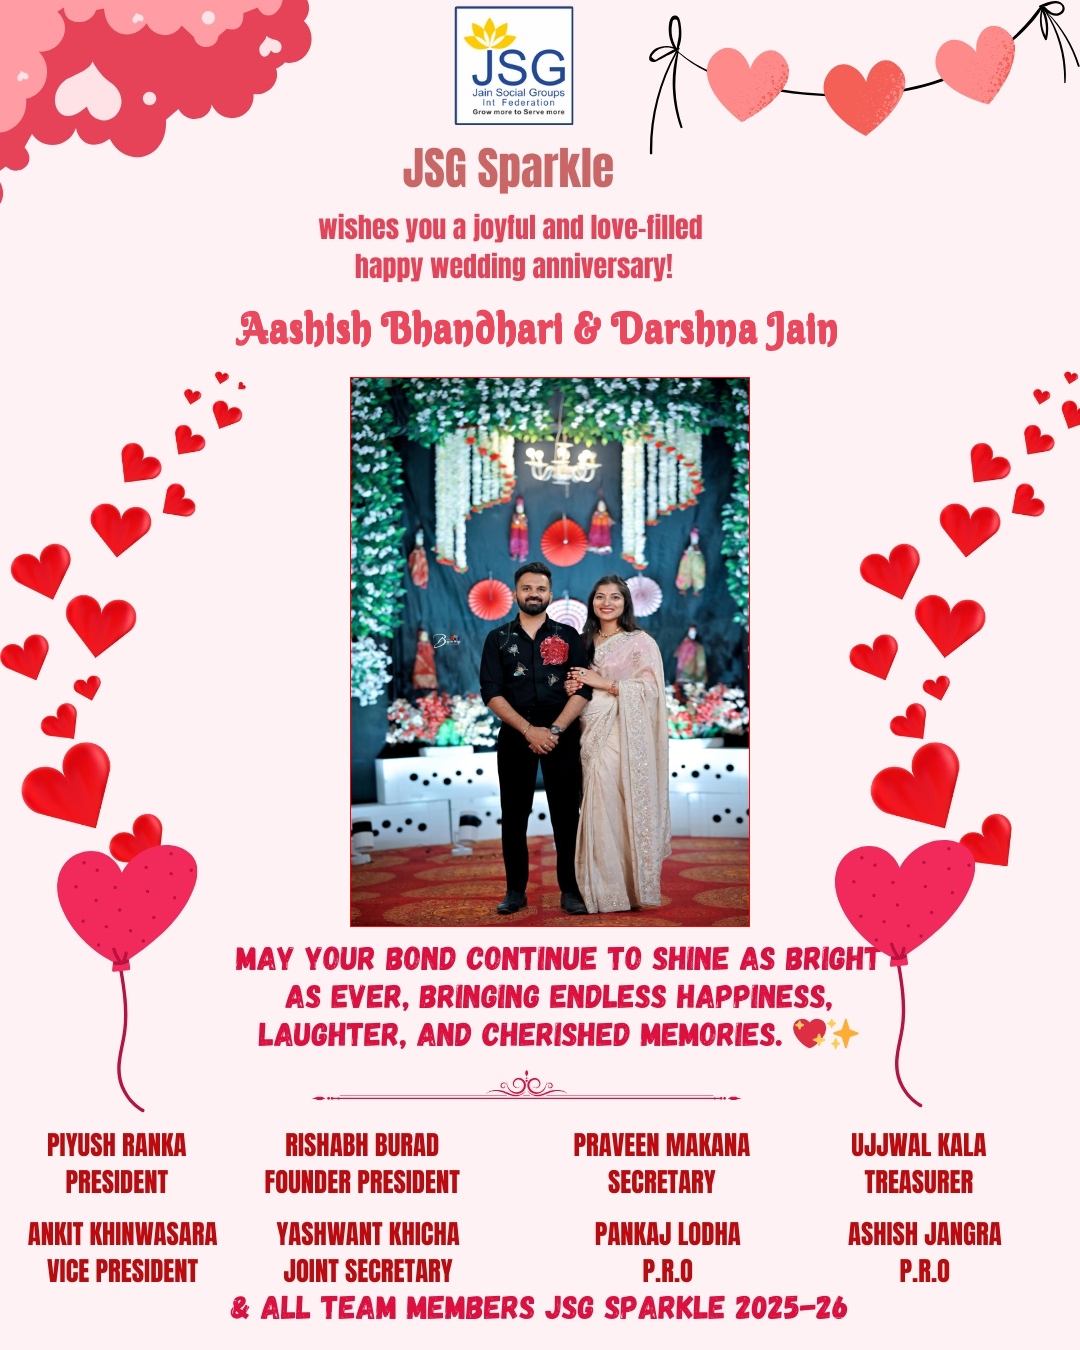 JSG
Jain Social Groups
Int Federation
Grow more to Serve more
JSG Sparkle
wishes you a joyful and love-filled
happy wedding anniversary!
Aashish Bhandhari & Darshna Jain
MAY YOUR BOND CONTINUE TO SHINE AS BRIGHT
AS EVER, BRINGING ENDLESS HAPPINESS,
LAUGHTER, AND CHERISHED MEMORIES. 💖✨
PIYUSH RANKA
PRESIDENT
RISHABH BURAD
FOUNDER PRESIDENT
PRAVEEN MAKANA
SECRETARY
UJJWAL KALA
TREASURER
ANKIT KHINWASARA
VICE PRESIDENT
YASHWANT KHICHA
JOINT SECRETARY
PANKAJ LODHA
P.R.O
ASHISH JANGRA
P.R.O
& ALL TEAM MEMBERS JSG SPARKLE 2025-26